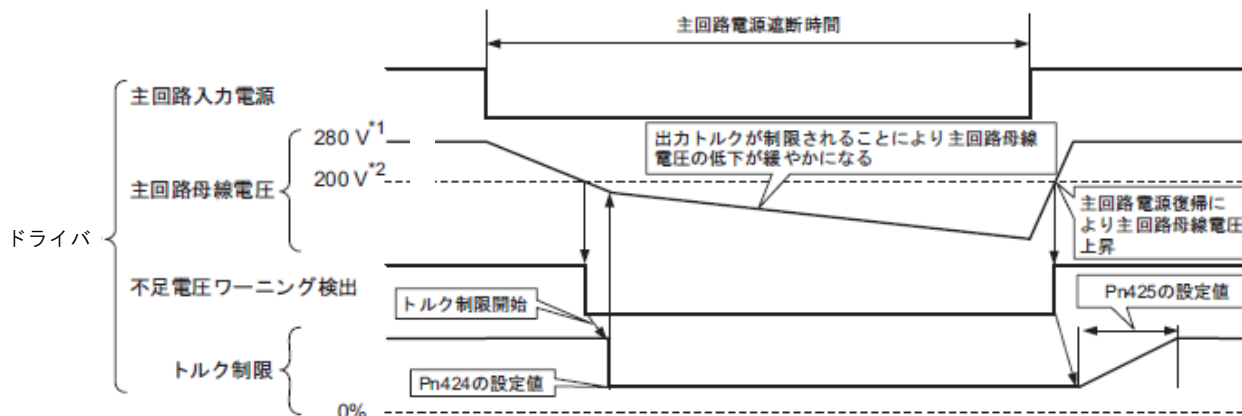 主回路電源遮断時間
主回路入力電源
280 V*1
出力トルクが制限されることにより主回路母線
電圧の低下が緩やかになる
200 V*2
主回路母線電圧
主回路電源復帰に
より主回路母線電圧
上昇
ドライバ
不足電圧ワーニング検出
トルク制限開始
Pn425の設定値
トルク制限
Pn424の設定値
0%